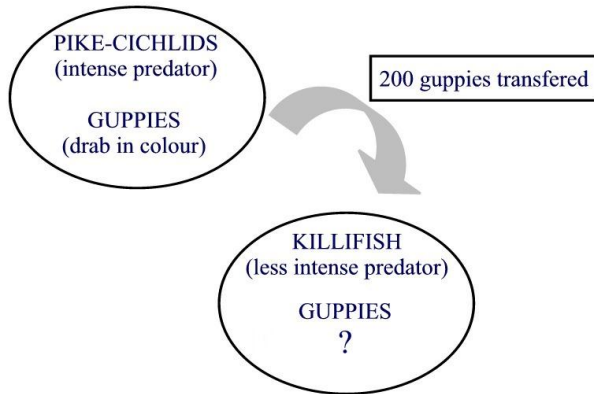 PIKE-CICHLIDS
(intense predator)
GUPPIES
(drab in colour)
200 guppies transfered
KILLIFISH
(less intense predator)
GUPPIES
?